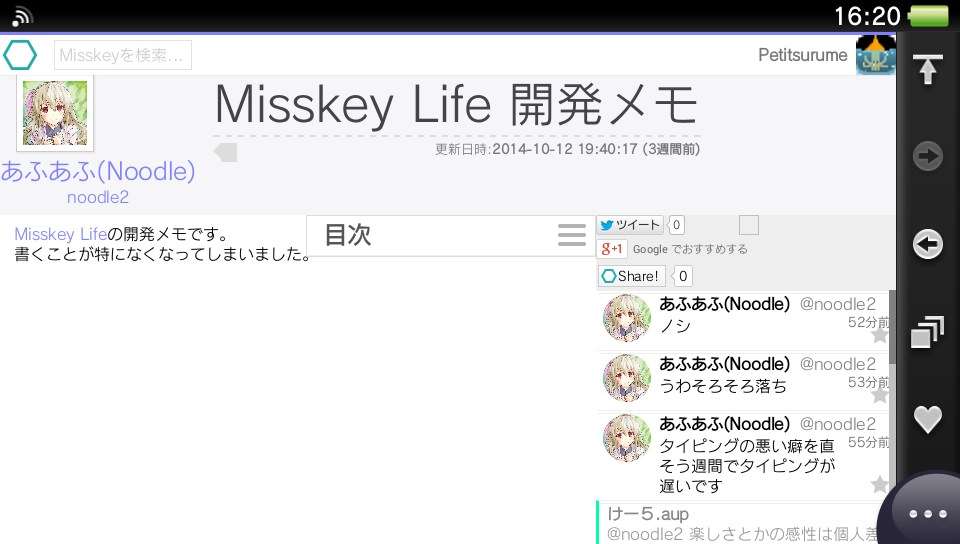 16:20
Misskeyを検索...
Petitsurume
Misskey Life 開発メモ
更新日時:2014-10-12 19:40:17 (3週間前)
あふあふ(Noodle)
noodle2
Misskey Lifeの開発メモです。
書くことが特になくなってしまいました。
目次
ツイート 0
g+1 Google でおすすめする
Share! 0
あふあふ(Noodle) @noodle2
52分前
ノシ
あふあふ(Noodle) @noodle2
53分前
うわそろそろ落ち
あふあふ(Noodle) @noodle2
55分前
タイピングの悪い癖を直
そう週間でタイピングが
遅いです
けー５.aup
@noodle2 楽しさとかの感性は個人差